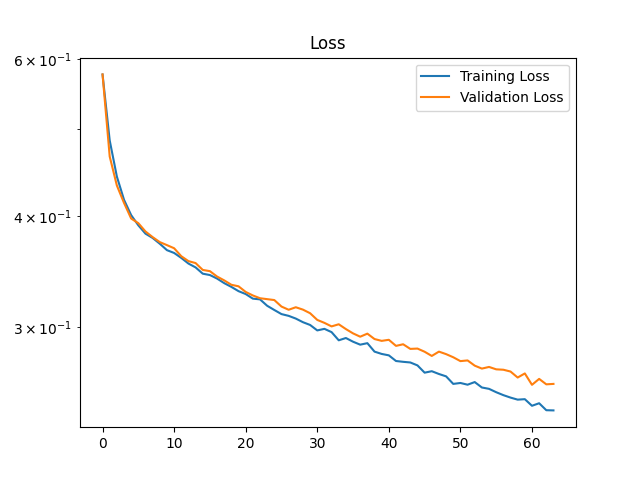 Loss
6 × 10⁻¹
4 × 10⁻¹
3 × 10⁻¹
Training Loss
Validation Loss
0 10 20 30 40 50 60